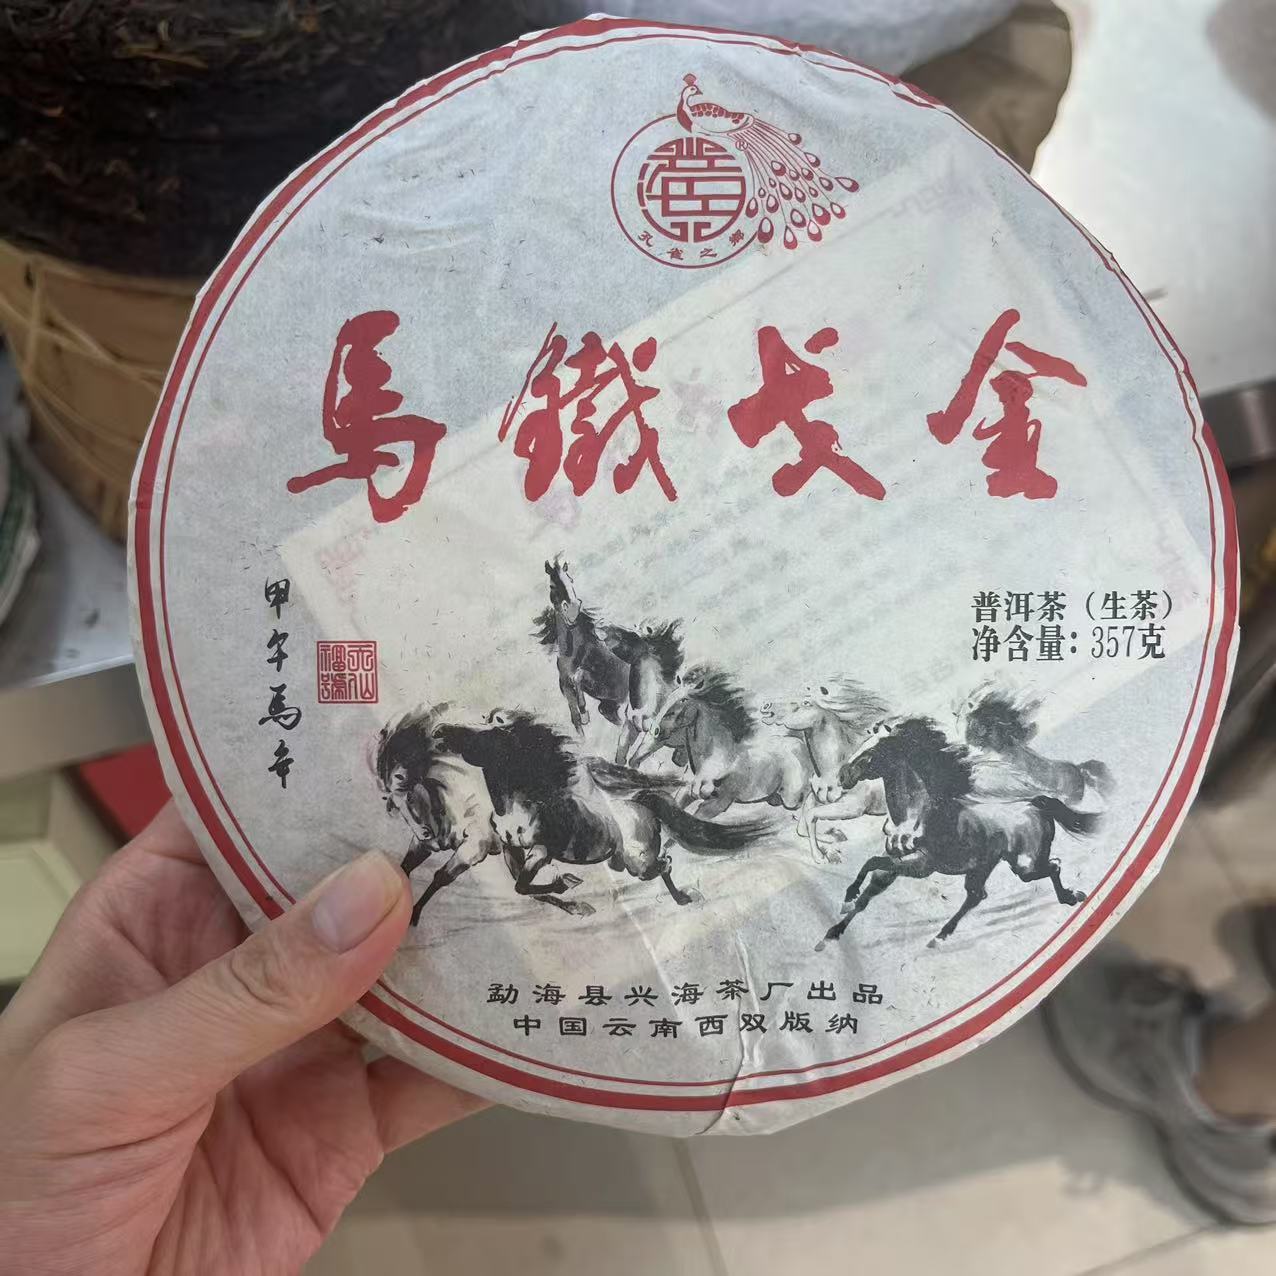 孔雀之鄉
金戈鐵馬
普洱茶（生茶）
净含量：357克
甲午馬年
勐海县兴海茶厂出品
中国云南西双版纳